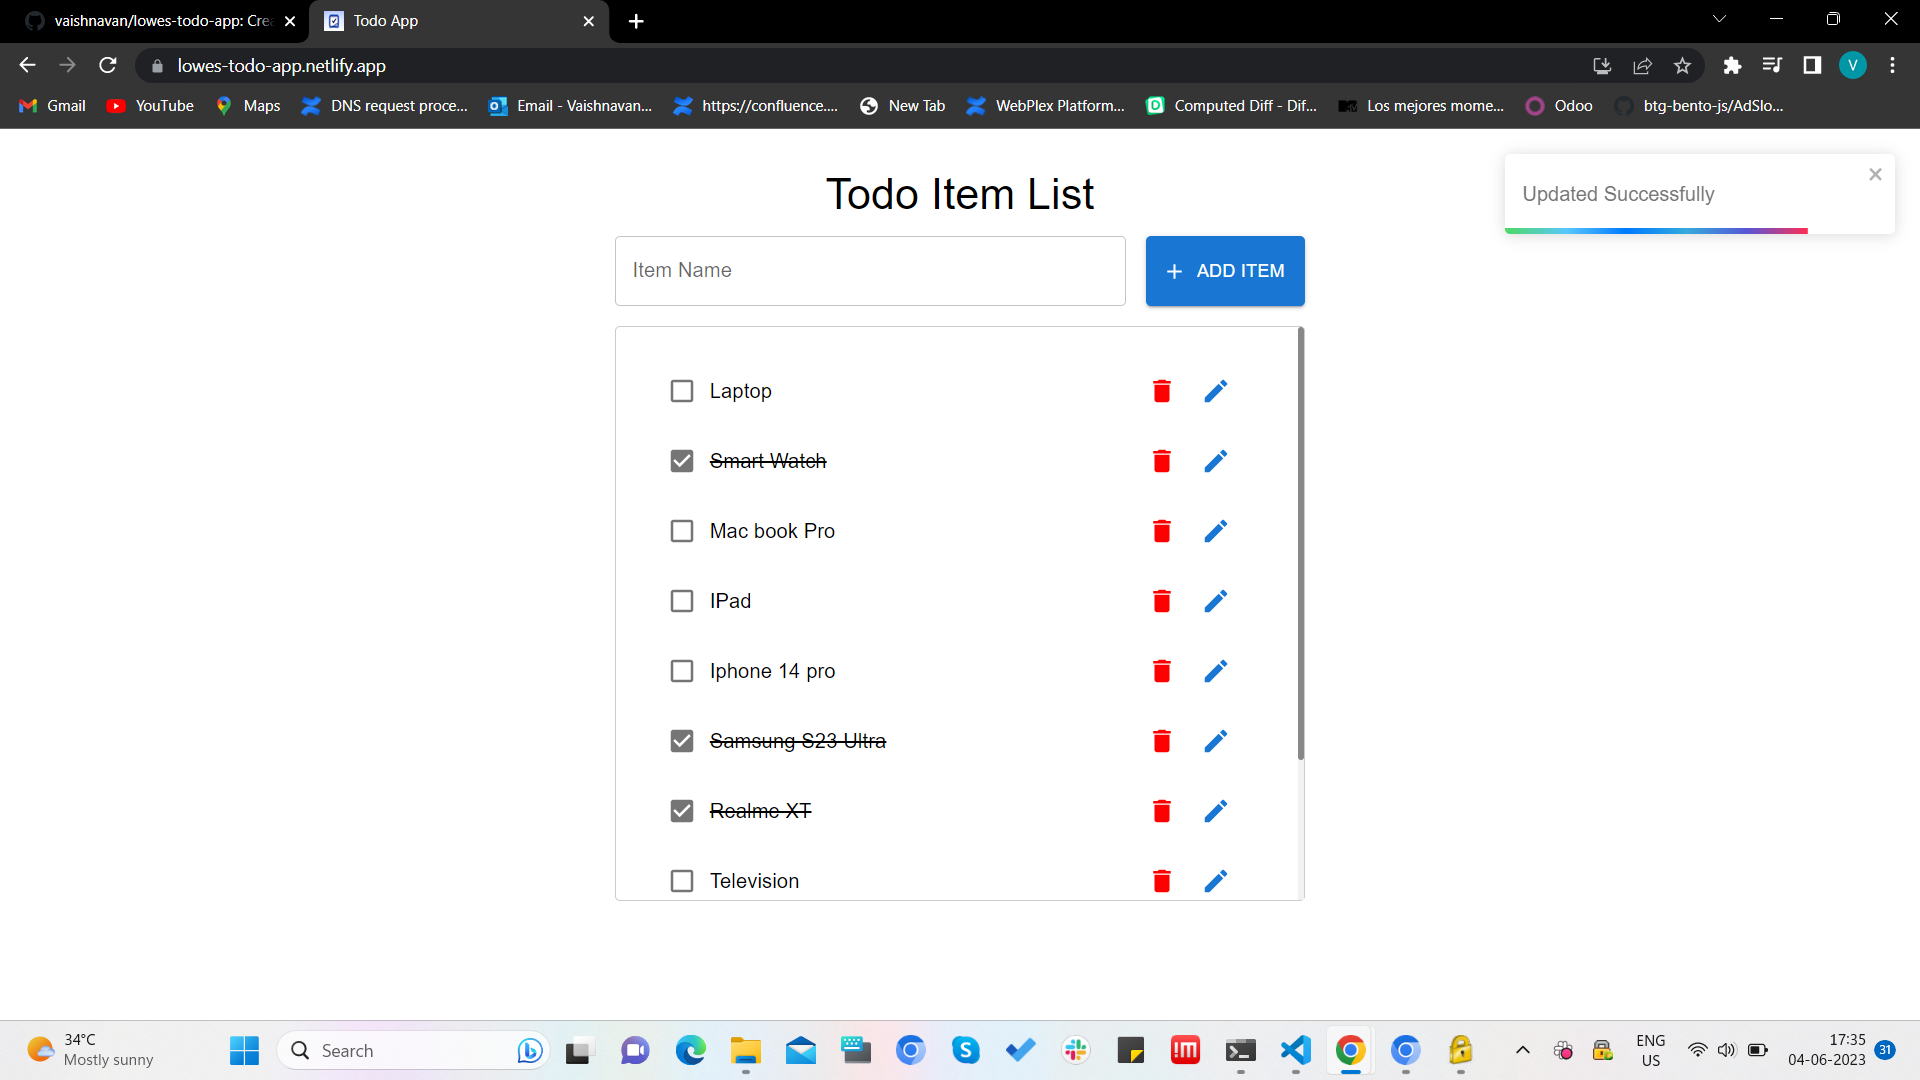 vaishnavan/lowes-todo-app: Crea
Todo App
lowes-todo-app.netlify.app
V
Gmail
YouTube
Maps
DNS request proce...
Email - Vaishnavan...
https://confluence....
New Tab
WebPlex Platform...
Computed Diff - Dif...
Los mejores mome...
Odoo
btg-bento-js/AdSlo...
Todo Item List
Updated Successfully
Item Name
ADD ITEM
Laptop
Smart Watch
Mac book Pro
IPad
Iphone 14 pro
Samsung S23 Ultra
Realme XT
Television
34°C
Mostly sunny
Search
ENG
US
17:35
04-06-2023
31